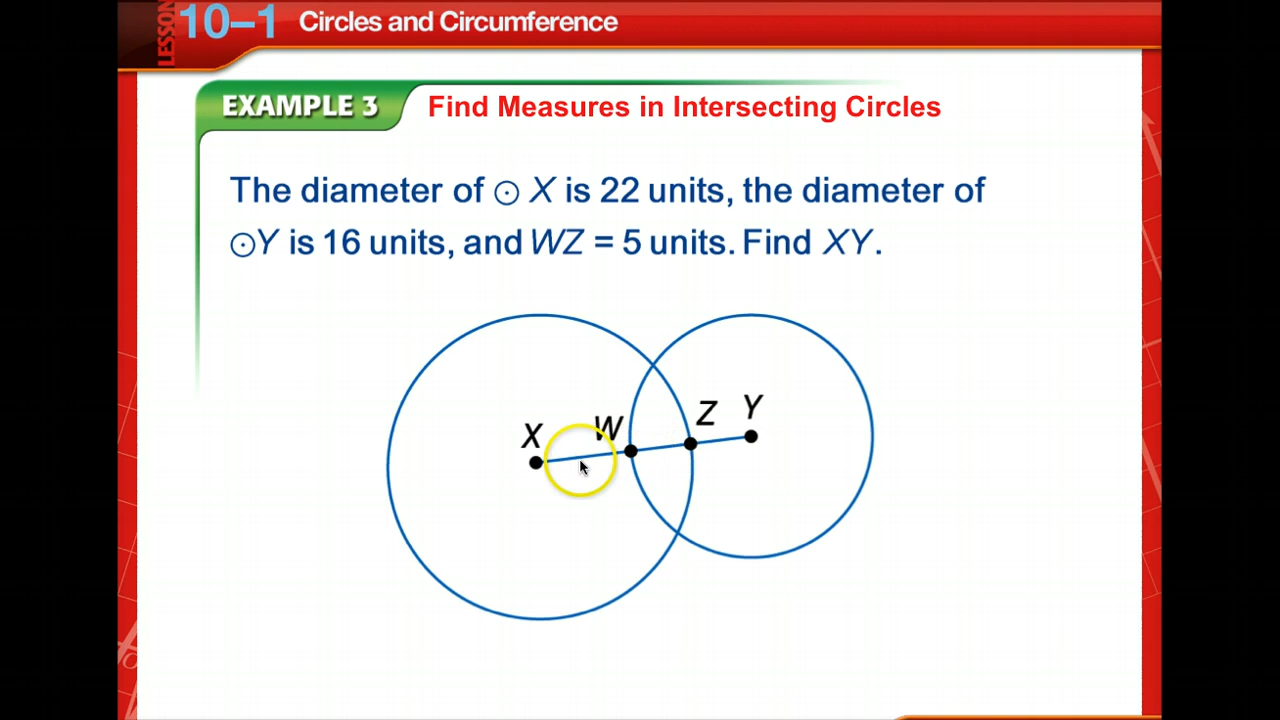 LESSON 10–1 Circles and Circumference
EXAMPLE 3 Find Measures in Intersecting Circles
The diameter of ⊙ X is 22 units, the diameter of
⊙Y is 16 units, and WZ = 5 units. Find XY.
X W Z Y